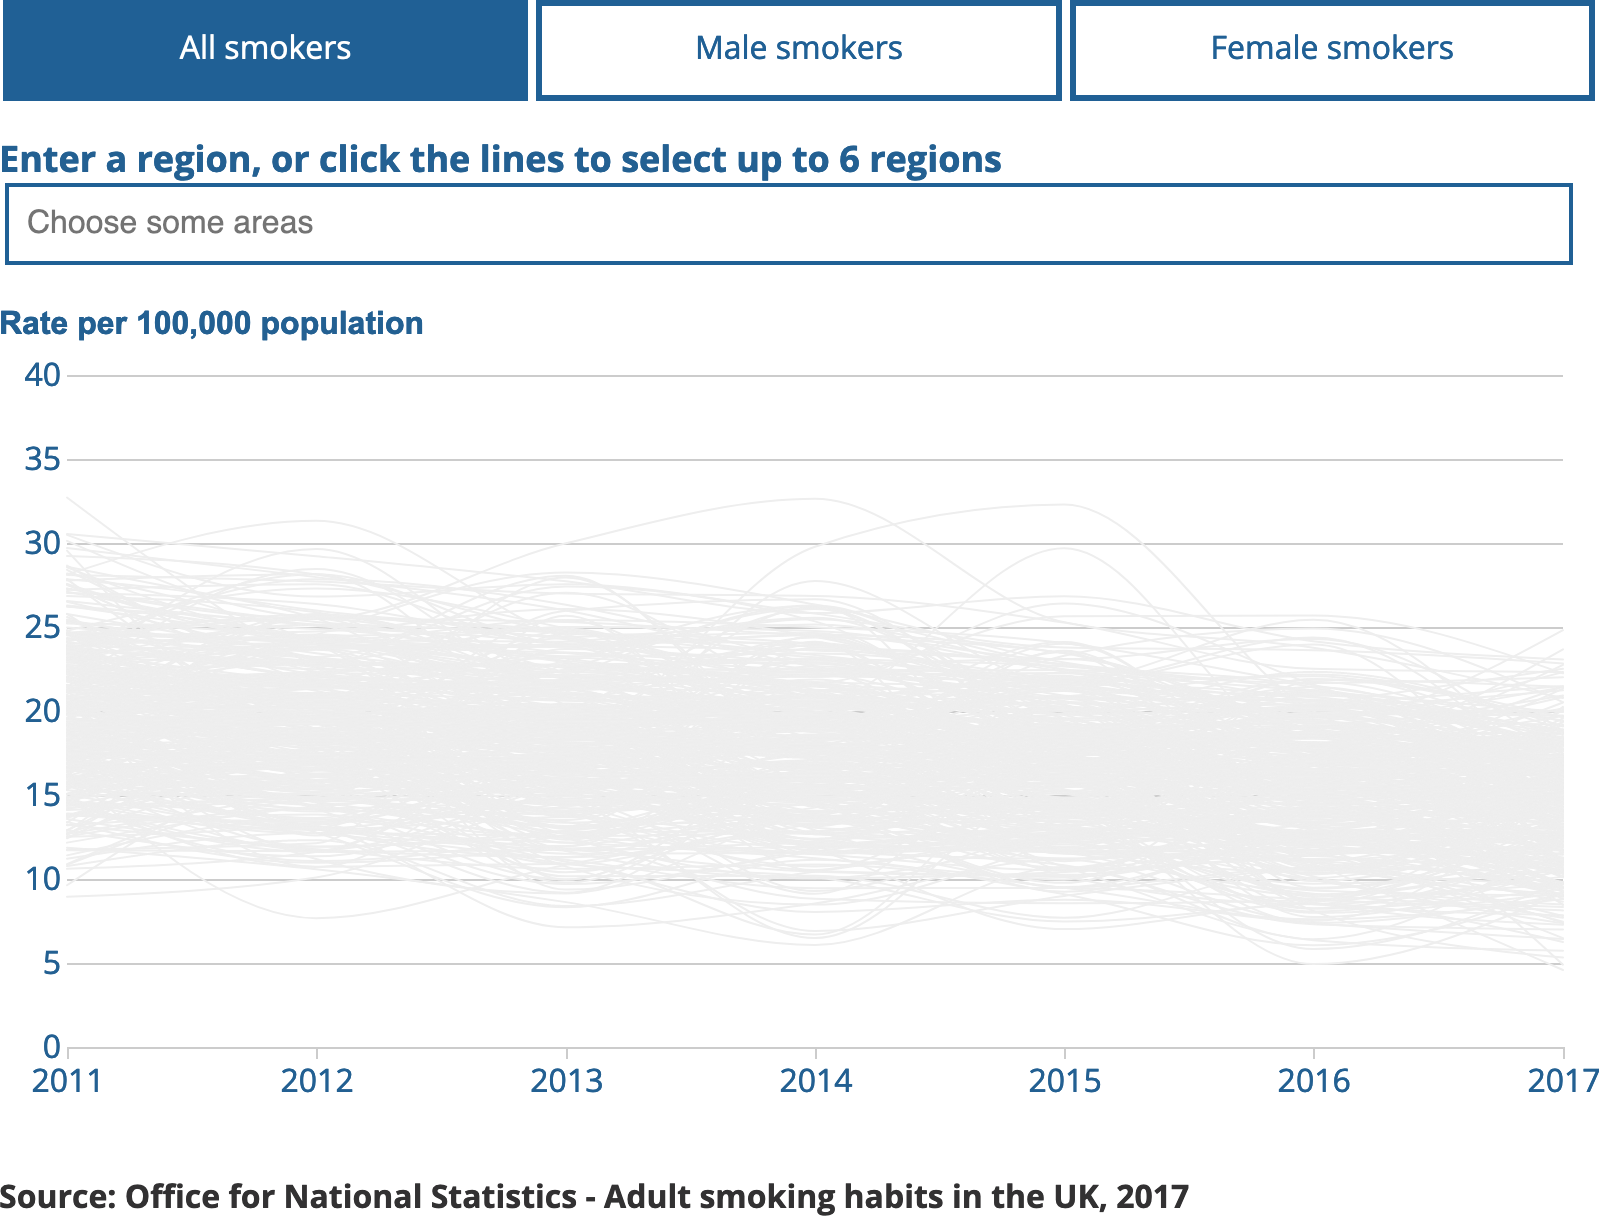 All smokers
Male smokers
Female smokers
Enter a region, or click the lines to select up to 6 regions
Choose some areas
Rate per 100,000 population
40
35
30
25
20
15
10
5
0
2011 2012 2013 2014 2015 2016 2017
Source: Office for National Statistics - Adult smoking habits in the UK, 2017